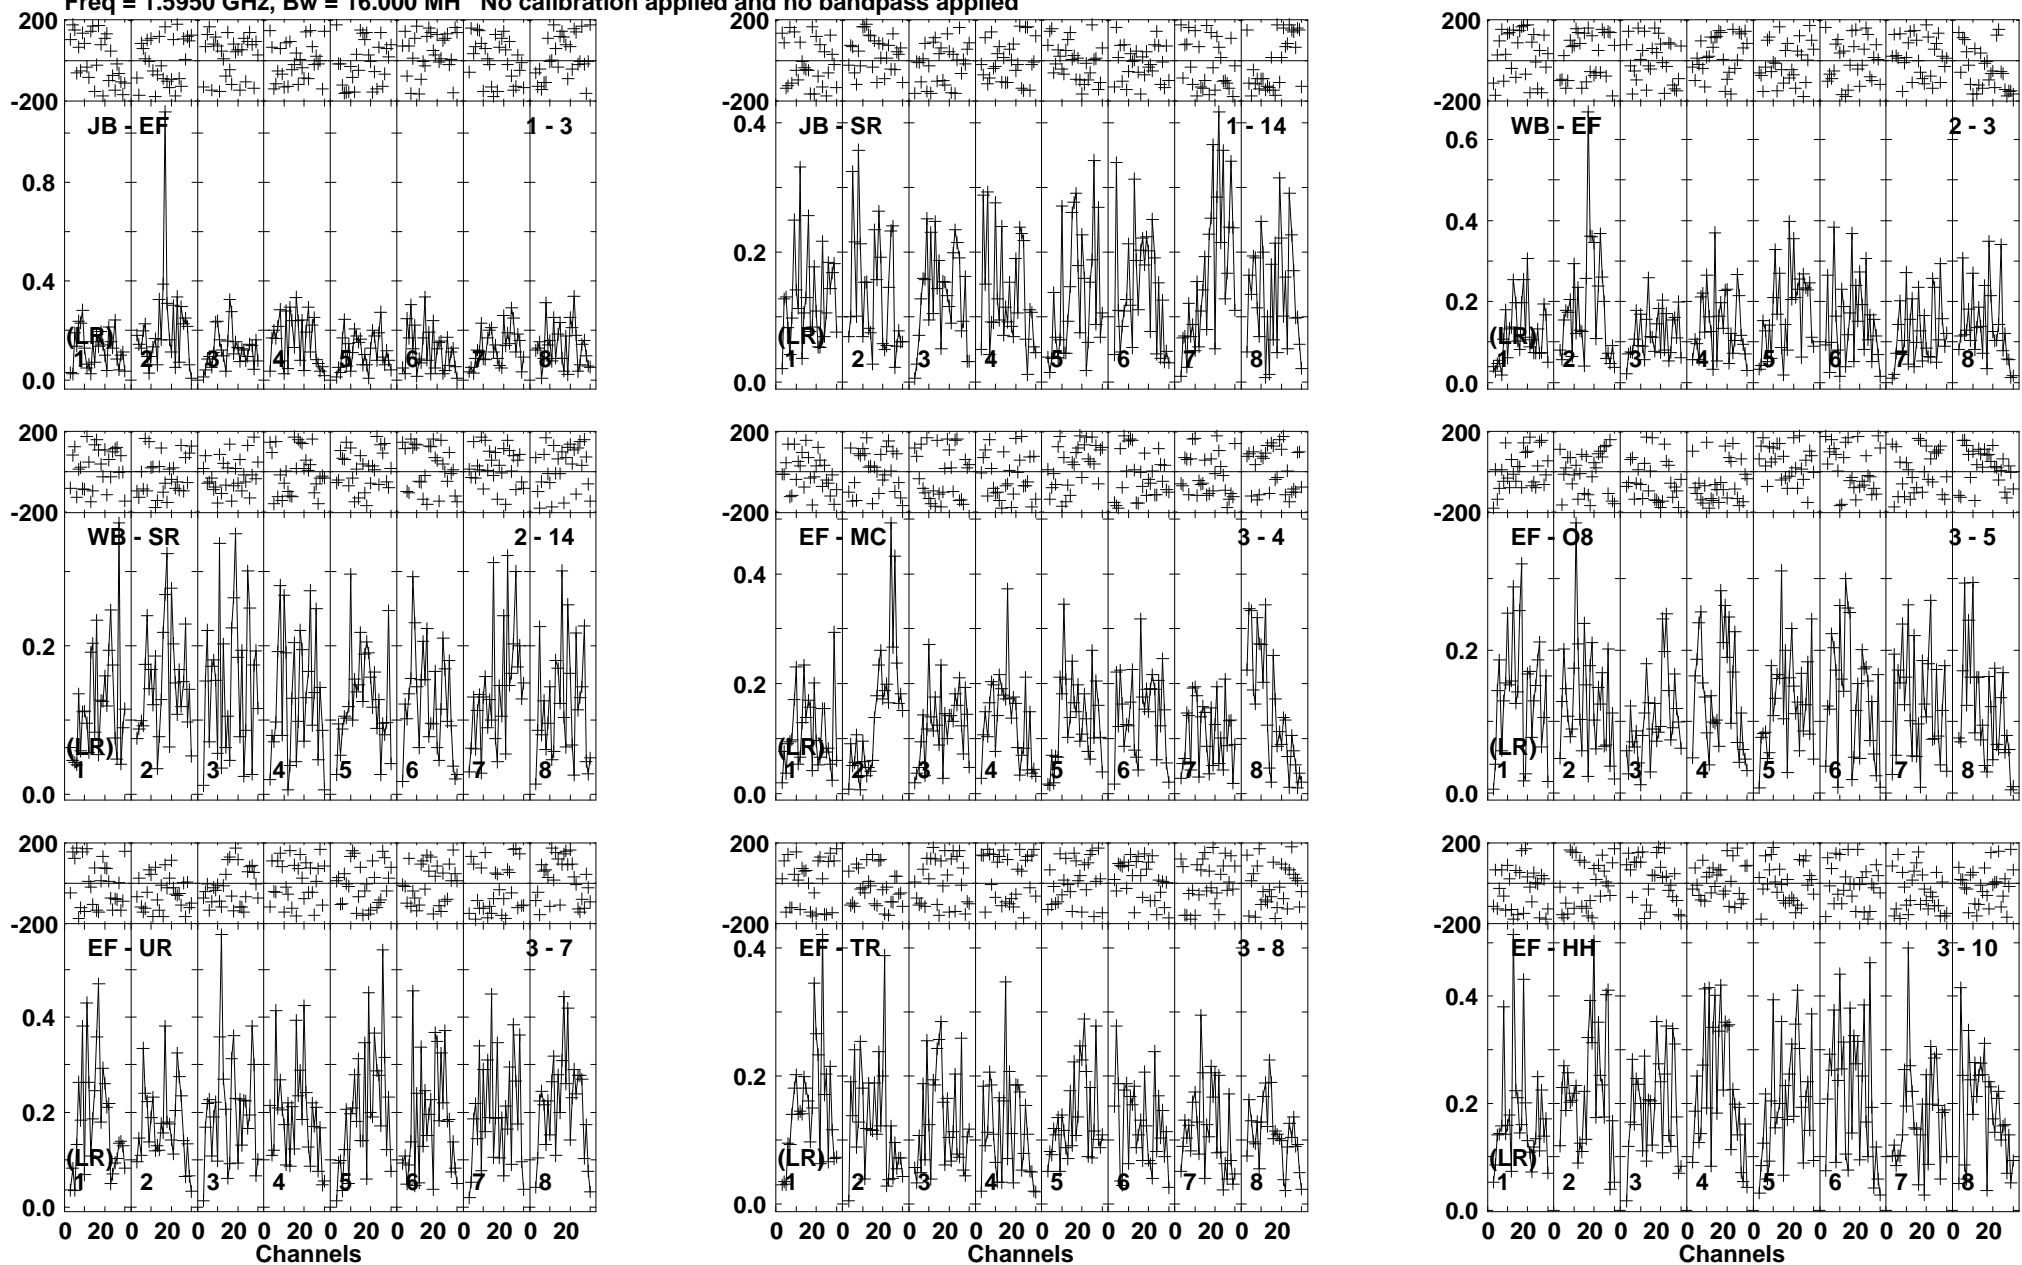 Freq = 1.5950 GHz, Bw = 16.000 MH No calibration applied and no bandpass applied
200
-200
JB - EF 1 - 3
0.8
0.4
0.0
(LR)
1 2 3 4 5 6 7 8
200
-200
JB - SR 1 - 14
0.4
0.2
0.0
(LR)
1 2 3 4 5 6 7 8
200
-200
WB - EF 2 - 3
0.6
0.4
0.2
0.0
(LR)
1 2 3 4 5 6 7 8
200
-200
WB - SR 2 - 14
0.2
0.0
(LR)
1 2 3 4 5 6 7 8
200
-200
EF - MC 3 - 4
0.4
0.2
0.0
(LR)
1 2 3 4 5 6 7 8
200
-200
EF - O8 3 - 5
0.2
0.0
(LR)
1 2 3 4 5 6 7 8
200
-200
EF - UR 3 - 7
0.4
0.2
0.0
(LR)
1 2 3 4 5 6 7 8
0 20 0 20 0 20 0 20 0 20 0 20 0 20 0 20
Channels
200
-200
EF - TR 3 - 8
0.4
0.2
0.0
(LR)
1 2 3 4 5 6 7 8
0 20 0 20 0 20 0 20 0 20 0 20 0 20 0 20
200
-200
EF - HH 3 - 10
0.4
0.2
0.0
(LR)
1 2 3 4 5 6 7 8
0 20 0 20 0 20 0 20 0 20 0 20 0 20 0 20
Channels